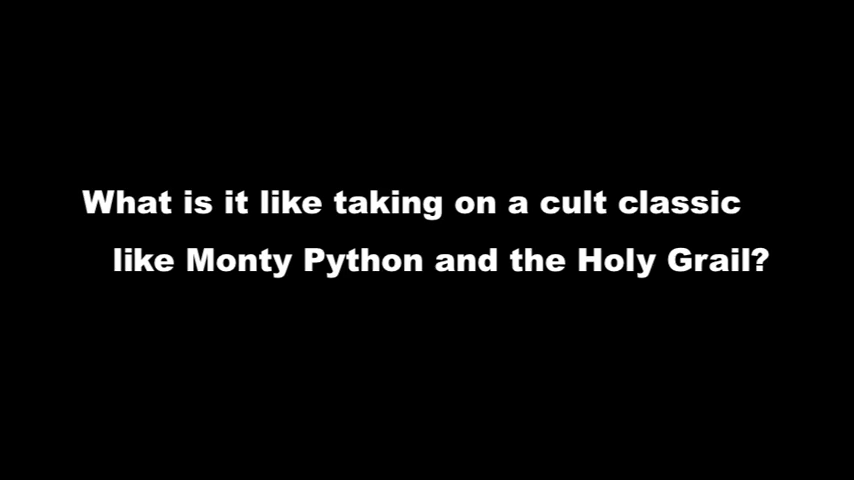 What is it like taking on a cult classic
like Monty Python and the Holy Grail?